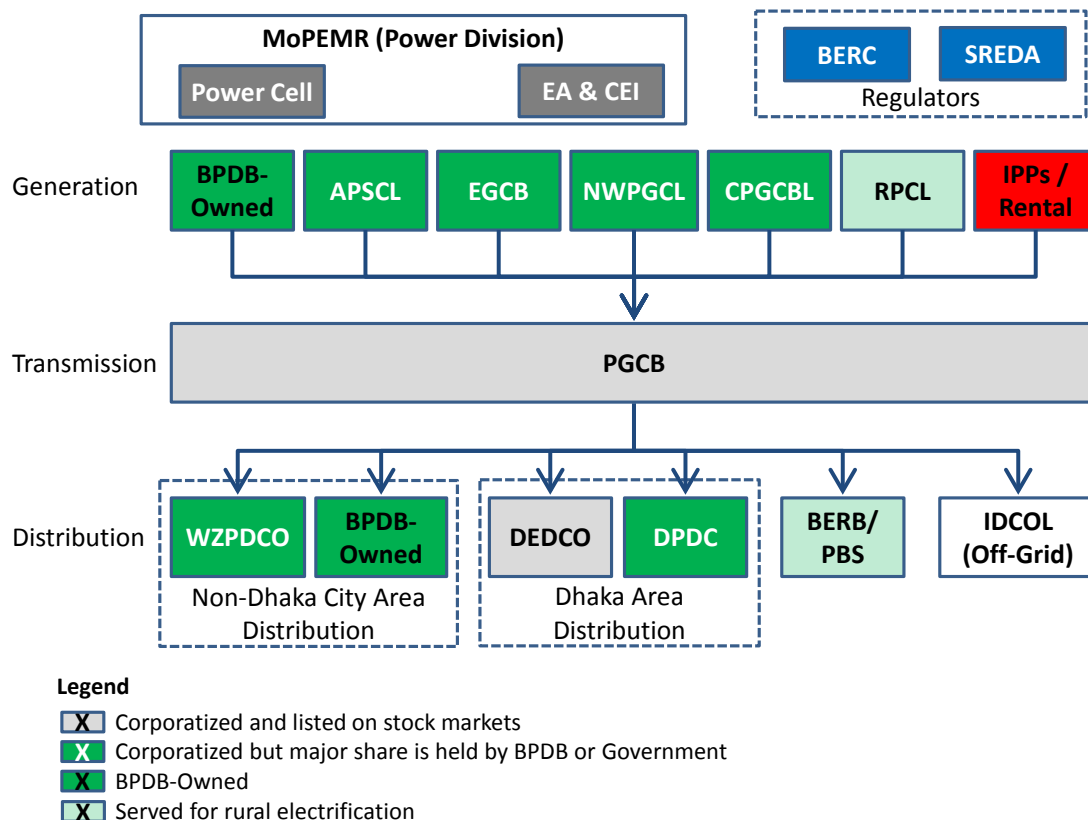 MoPEMR (Power Division)
Power Cell
EA & CEI
BERC
SREDA
Regulators
Generation
BPDB-
Owned
APSCL
EGCB
NWPGCL
CPGCBL
RPCL
IPPs /
Rental
Transmission
PGCB
Distribution
WZPDCO
BPDB-
Owned
Non-Dhaka City Area
Distribution
DEDCO
DPDC
Dhaka Area
Distribution
BERB/
PBS
IDCOL
(Off-Grid)
Legend
X Corporatized and listed on stock markets
X Corporatized but major share is held by BPDB or Government
X BPDB-Owned
X Served for rural electrification